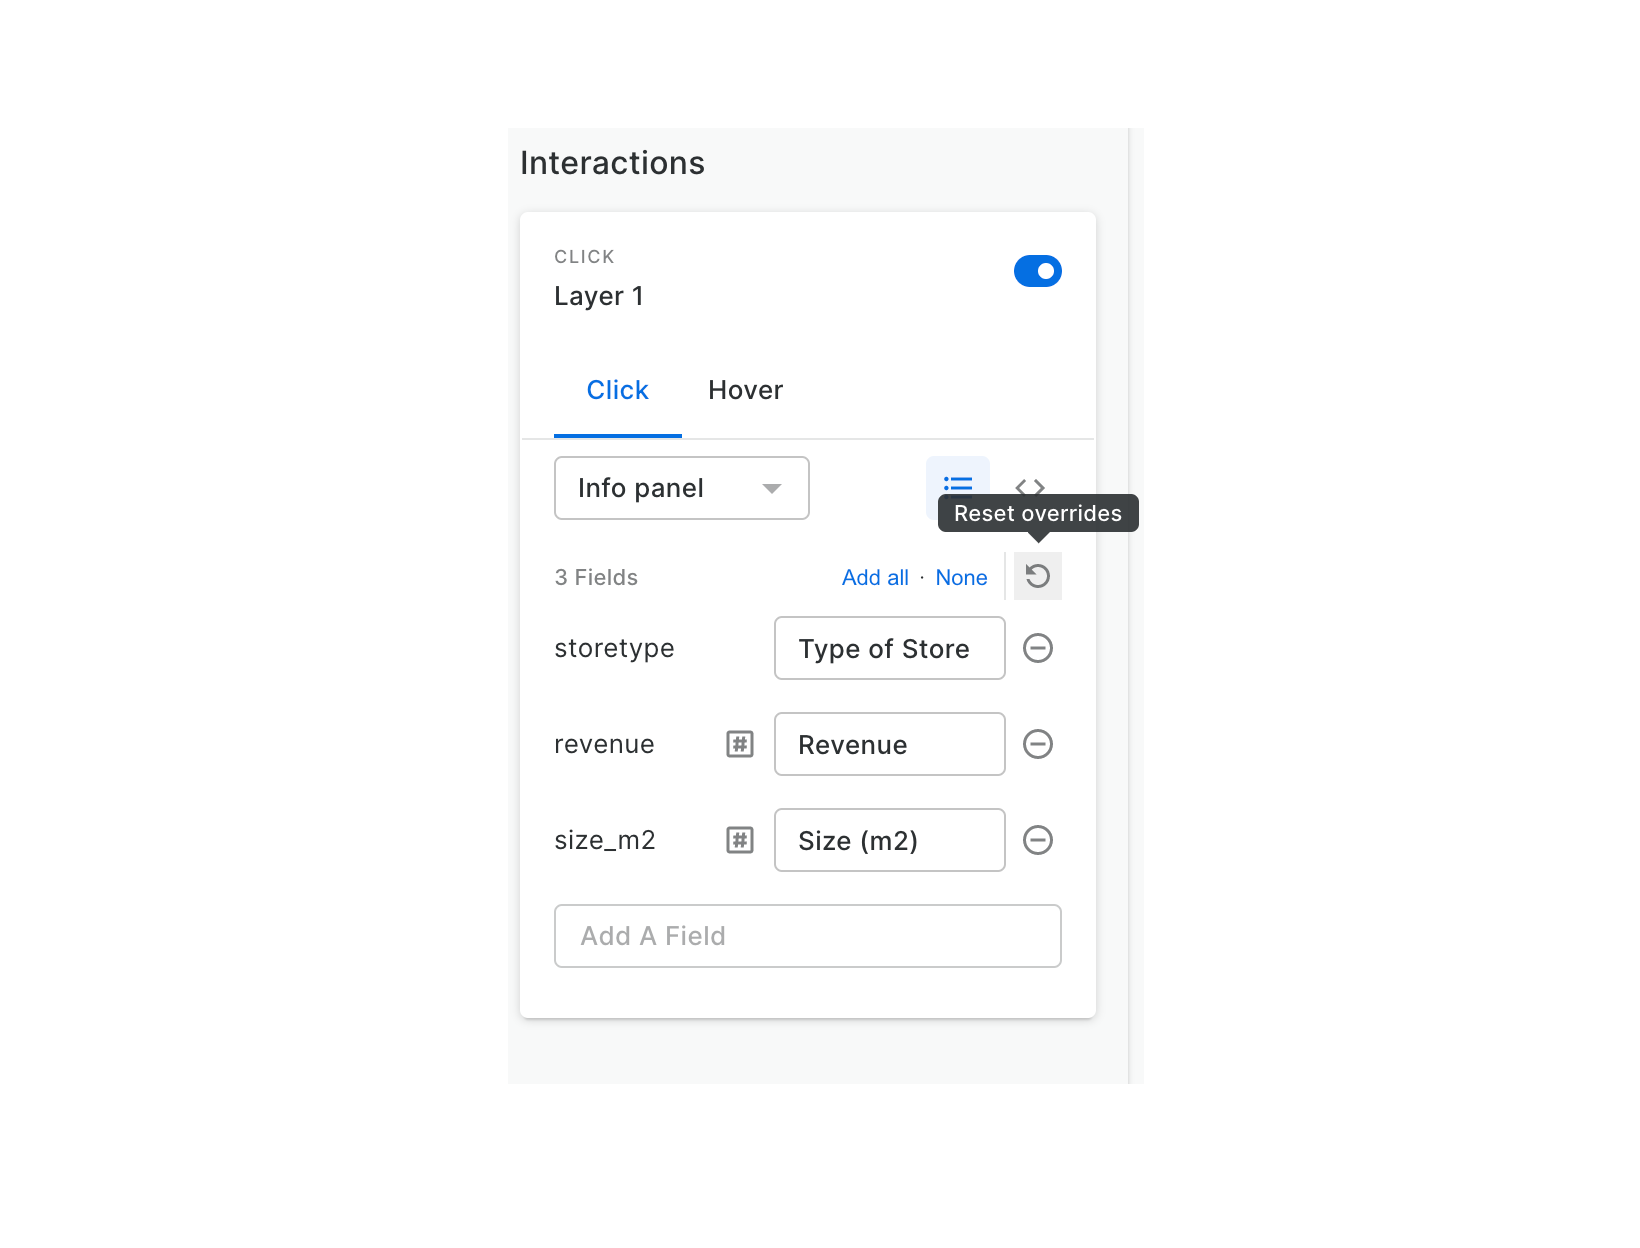 Interactions
CLICK
Layer 1
Click Hover
Info panel
Reset overrides
3 Fields Add all · None
storetype Type of Store
revenue # Revenue
size_m2 # Size (m2)
Add A Field